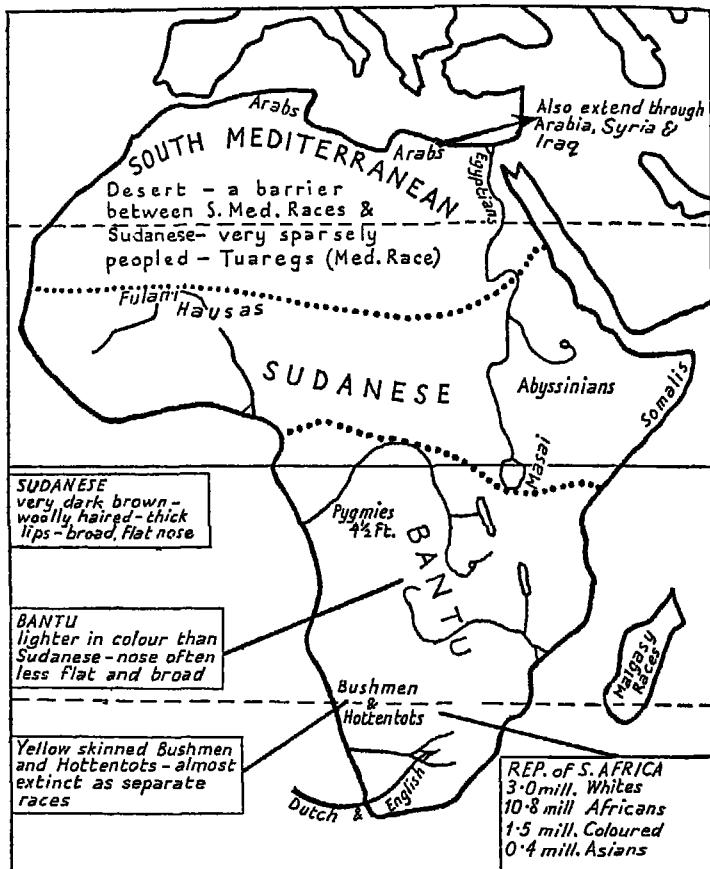 Arabs
Also extend through
Arabia, Syria &
Iraq
SOUTH MEDITERRANEAN
Arabs
Egyptians
Desert – a barrier
between S. Med. Races &
Sudanese– very sparsely
peopled – Tuaregs (Med. Race)
Fulani
Hausas
SUDANESE
Abyssinians
Somalis
Masai
SUDANESE
very dark brown–
woolly haired–thick
lips–broad, flat nose
Pygmies
4½ ft.
BANTU
BANTU
lighter in colour than
Sudanese–nose often
less flat and broad
Malgasy
Races
Bushmen
&
Hottentots
Yellow skinned Bushmen
and Hottentots–almost
extinct as separate
races
Dutch & English
REP. of S. AFRICA
3·0 mill. Whites
10·8 mill Africans
1·5 mill. Coloured
0·4 mill. Asians